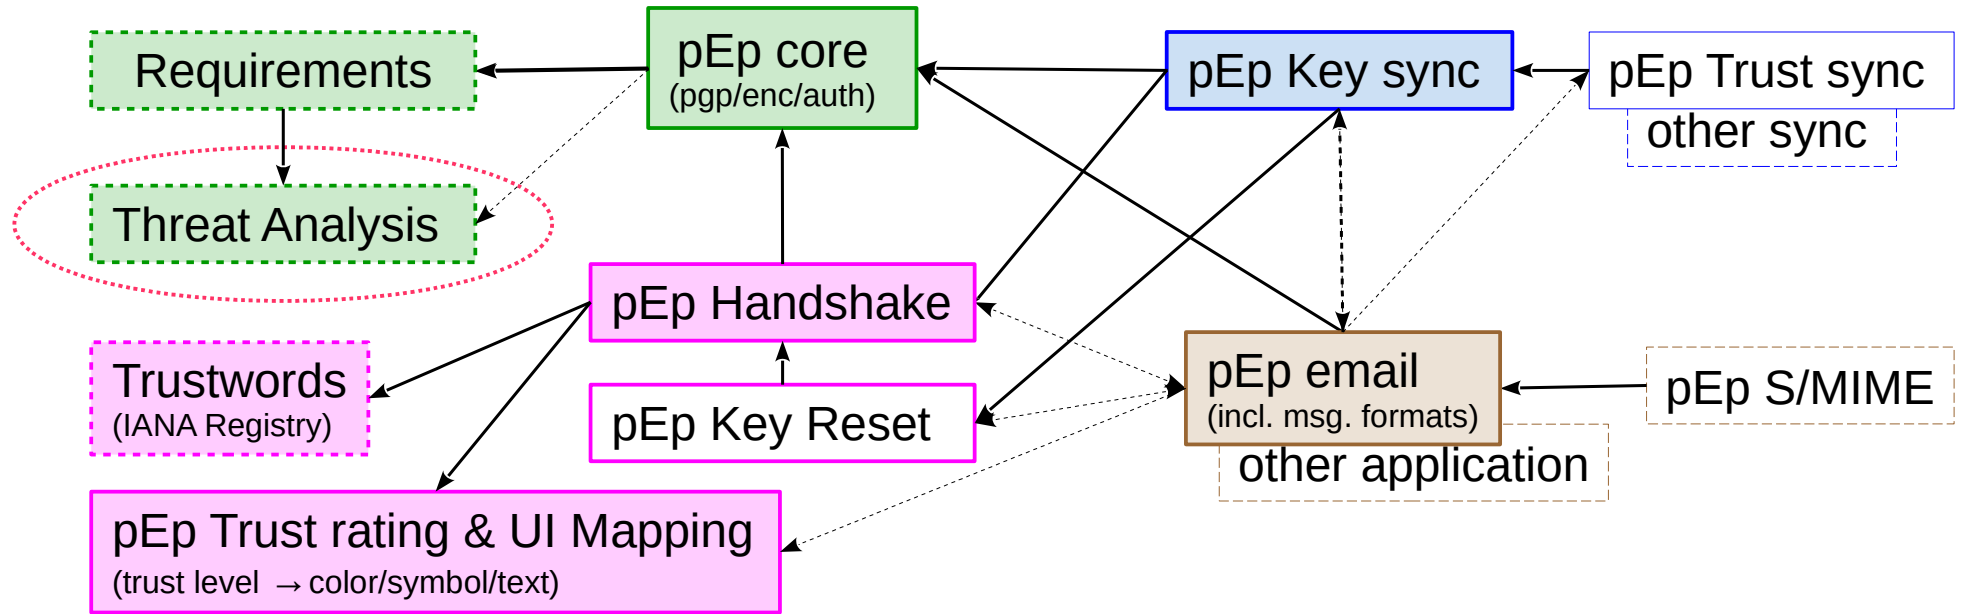 Requirements
pEp core
(pgp/enc/auth)
pEp Key sync
pEp Trust sync
other sync
Threat Analysis
pEp Handshake
Trustwords
(IANA Registry)
pEp Key Reset
pEp email
(incl. msg. formats)
other application
pEp S/MIME
pEp Trust rating & UI Mapping
(trust level → color/symbol/text)